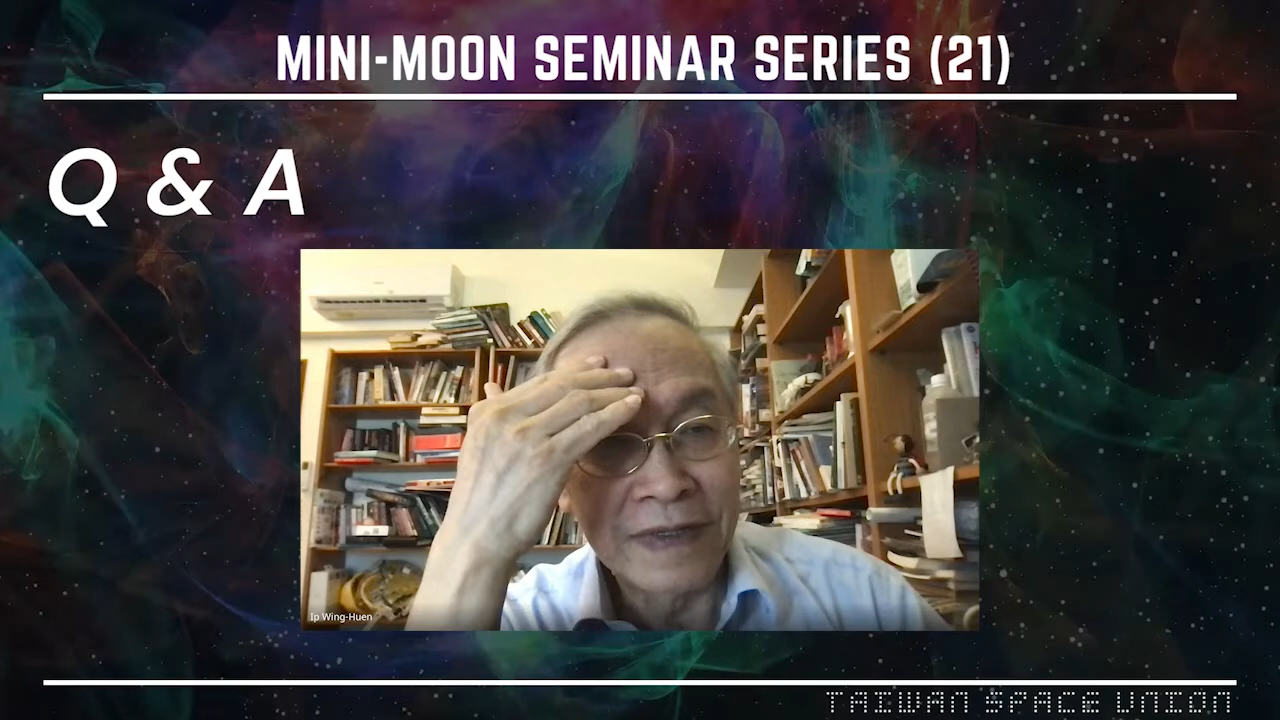 MINI-MOON SEMINAR SERIES (21)
Q & A
Ip Wing-Huen
TAIWAN SPACE UNION